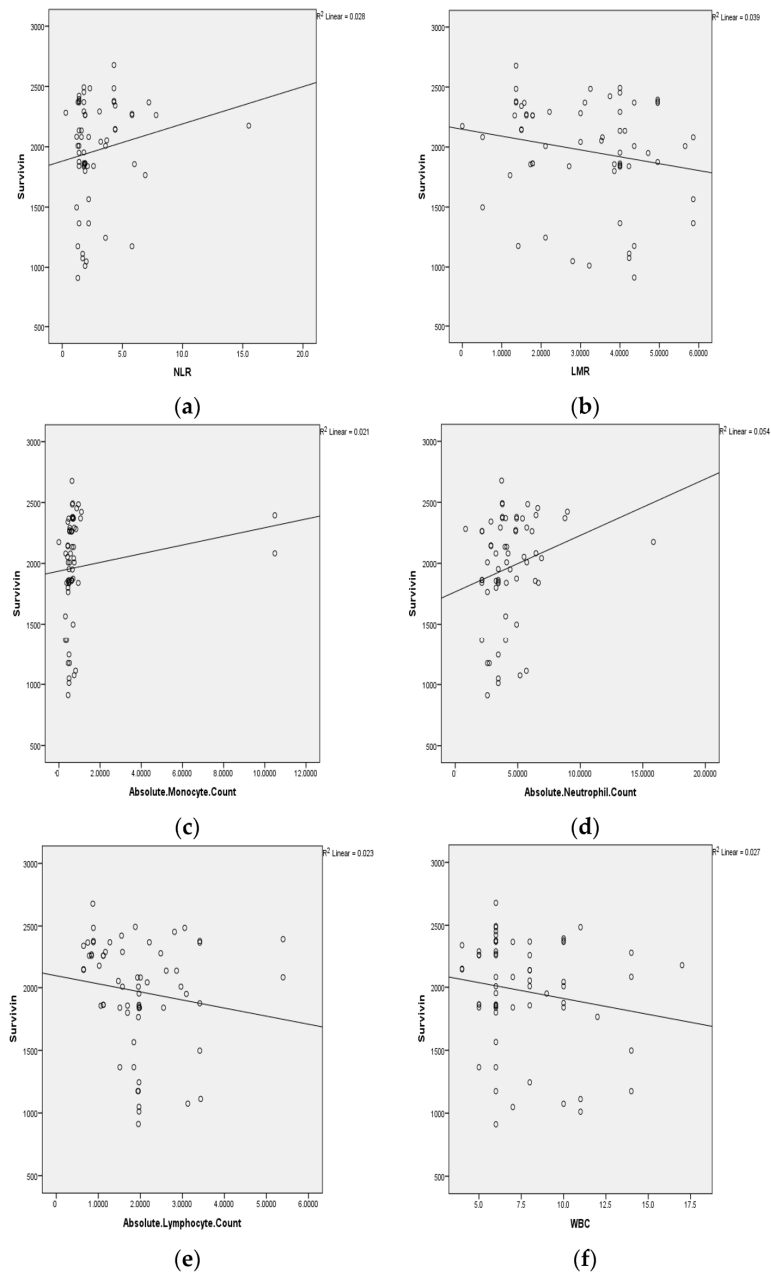 R2 Linear = 0.028
3000
2500
2000
1500
1000
500
Survivin
0 5.0 10.0 15.0 20.0
NLR
(a)
R2 Linear = 0.039
3000
2500
2000
1500
1000
500
Survivin
0 1.0000 2.0000 3.0000 4.0000 5.0000 6.0000
LMR
(b)
R2 Linear = 0.021
3000
2500
2000
1500
1000
500
Survivin
.0000 2.0000 4.0000 6.0000 8.0000 10.0000 12.0000
Absolute.Monocyte.Count
(c)
R2 Linear = 0.054
3000
2500
2000
1500
1000
500
Survivin
0 5.0000 10.0000 15.0000 20.0000
Absolute.Neutrophil.Count
(d)
R2 Linear = 0.023
3000
2500
2000
1500
1000
500
Survivin
0 1.0000 2.0000 3.0000 4.0000 5.0000 6.0000
Absolute.Lymphocyte.Count
(e)
R2 Linear = 0.027
3000
2500
2000
1500
1000
500
Survivin
5.0 7.5 10.0 12.5 15.0 17.5
WBC
(f)